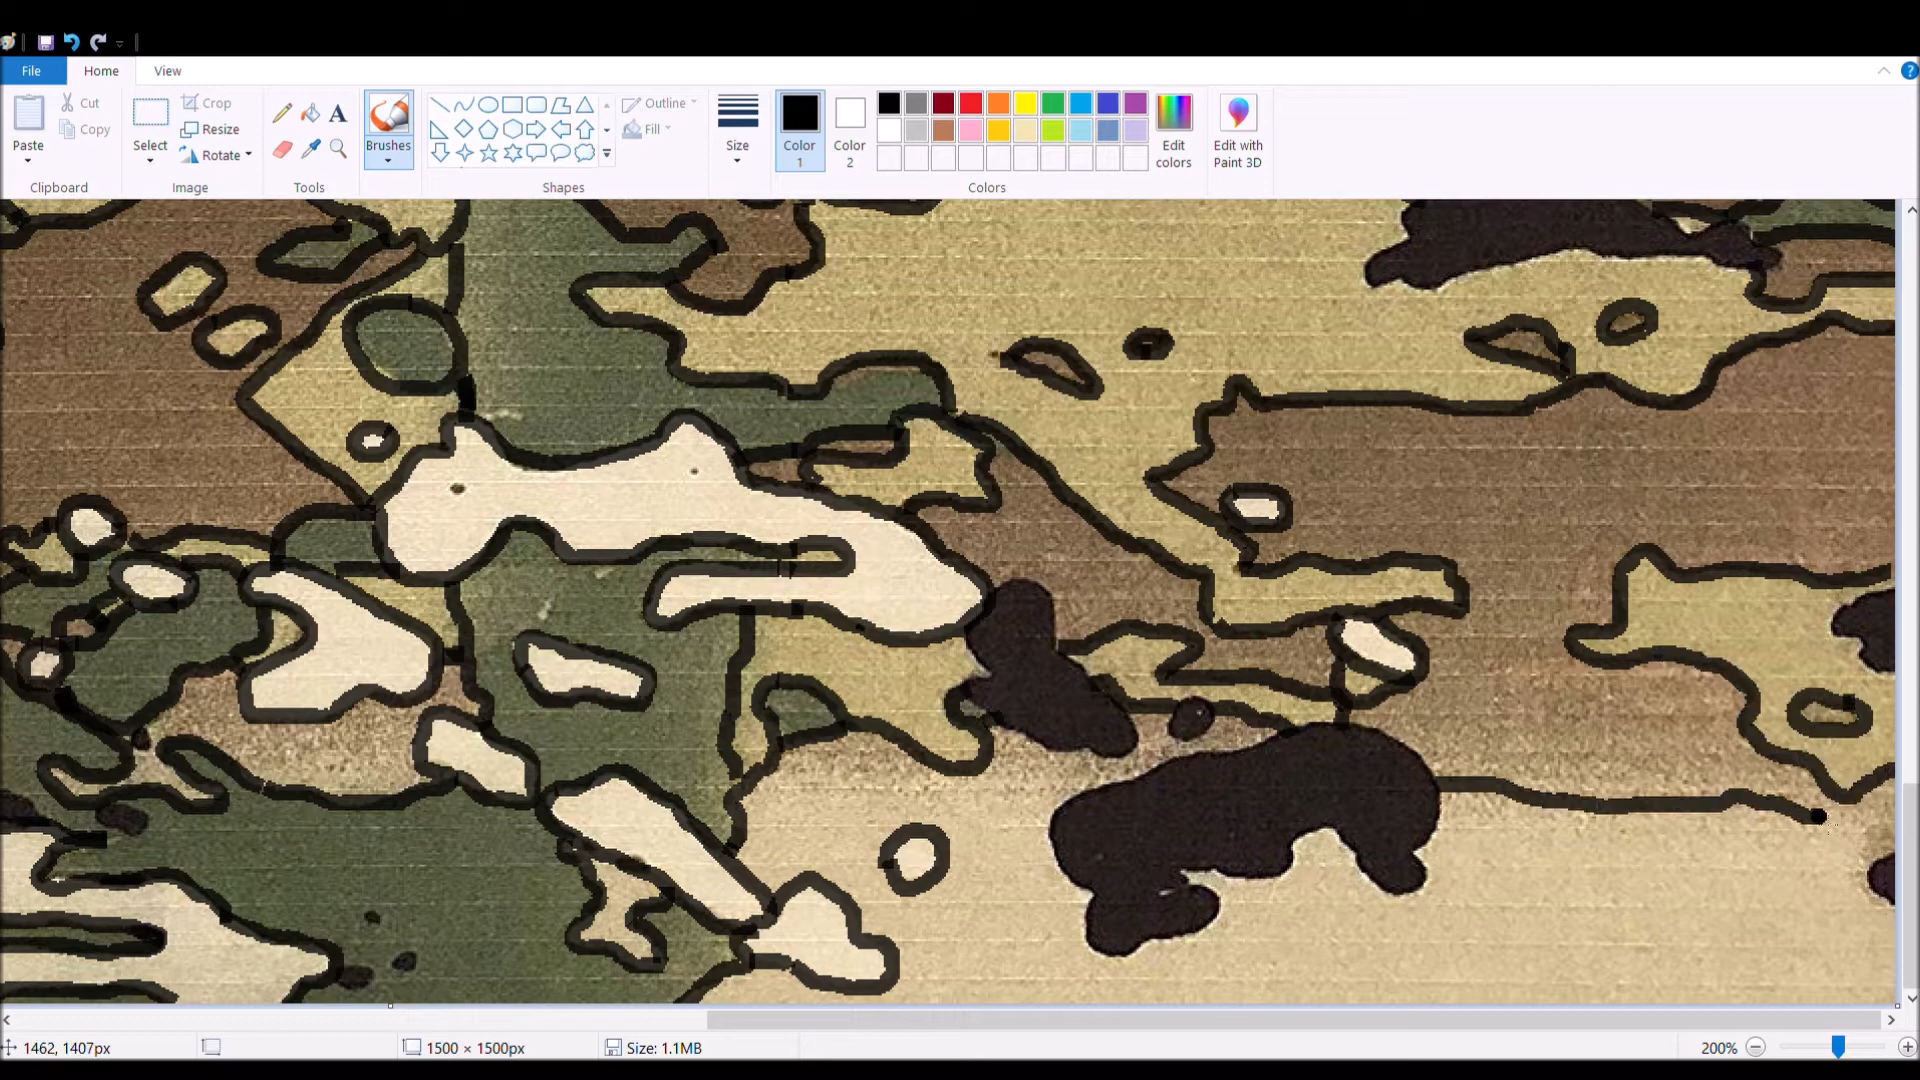 File Home View
Cut
Copy
Paste
Clipboard
Crop
Resize
Rotate
Select
Image
A
Tools
Brushes
Outline
Fill
Shapes
Size
Color
1
Color
2
Edit
colors
Colors
Edit with
Paint 3D
?
1462, 1407px
1500 × 1500px
Size: 1.1MB
200%